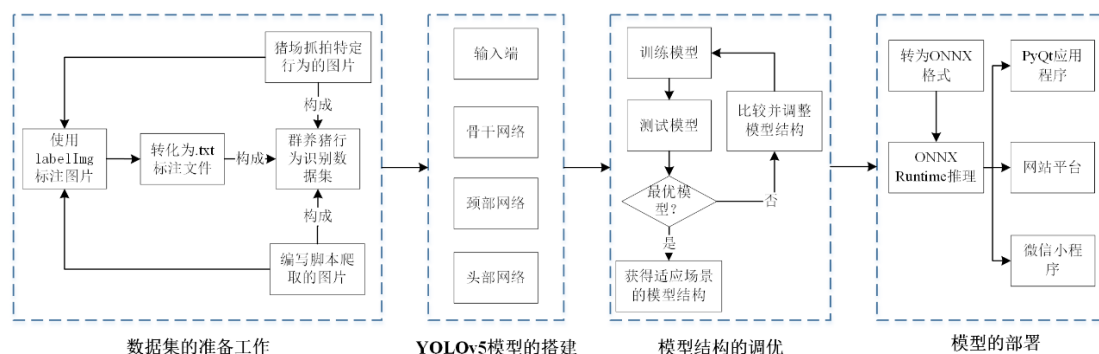 猪场抓拍特定
行为的图片
构成
使用
labelImg
标注图片
转化为.txt
标注文件
构成
群养猪行
为识别数
据集
构成
编写脚本爬
取的图片
数据集的准备工作
输入端
骨干网络
颈部网络
头部网络
YOLOv5模型的搭建
训练模型
测试模型
比较并调整
模型结构
最优模
型？
否
是
获得适应场景
的模型结构
模型结构的调优
转为ONNX
格式
ONNX
Runtime推理
PyQt应用
程序
网站平台
微信小程
序
模型的部署